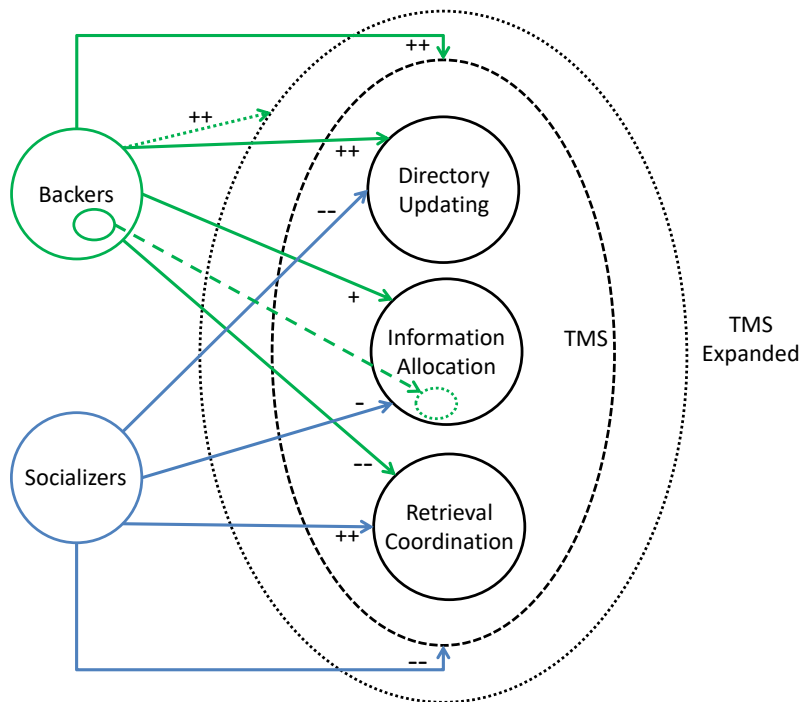 ++
++
++
Directory
Updating
Backers
--
+
Information
Allocation
TMS
TMS
Expanded
-
--
Socializers
Retrieval
Coordination
++
--